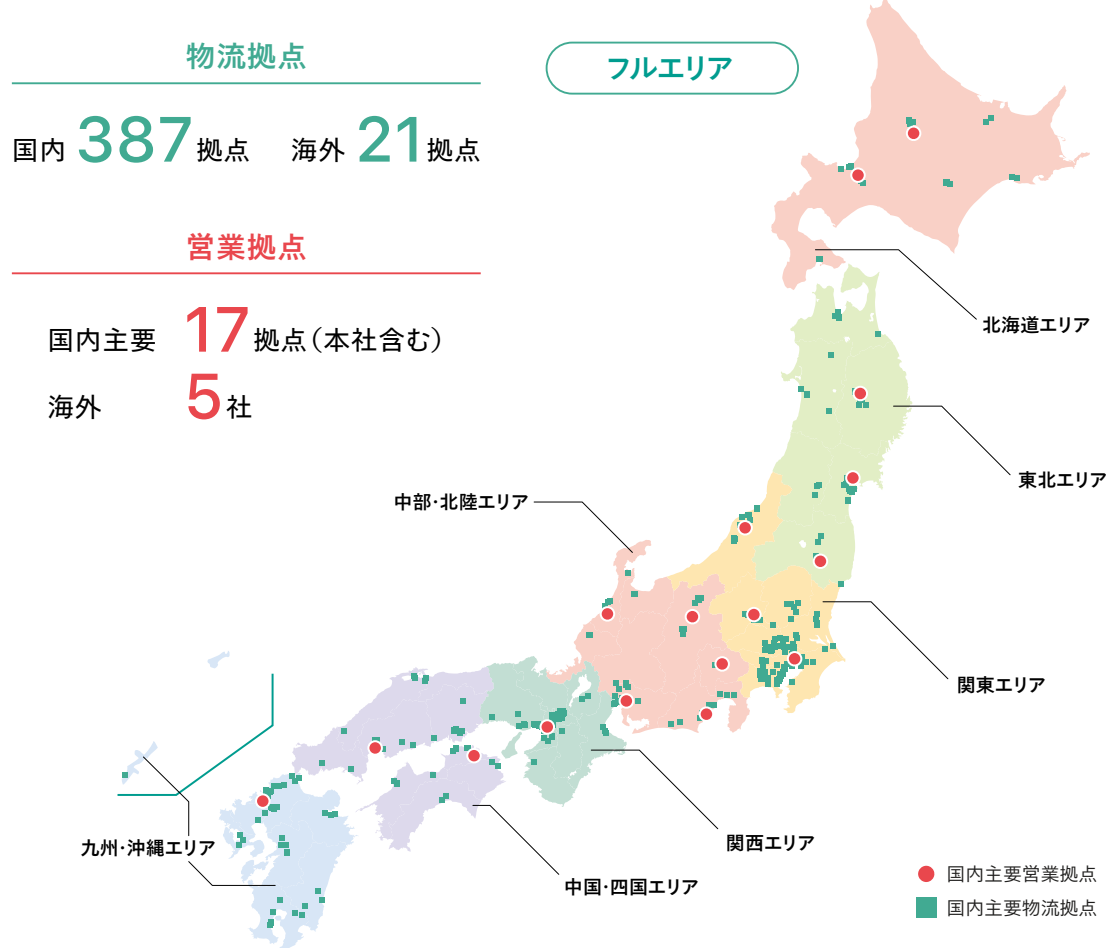 物流拠点
国内 387 拠点 海外 21 拠点
営業拠点
国内主要 17 拠点（本社含む）
海外 5 社
フルエリア
北海道エリア
東北エリア
中部・北陸エリア
関東エリア
関西エリア
九州・沖縄エリア
中国・四国エリア
国内主要営業拠点
国内主要物流拠点